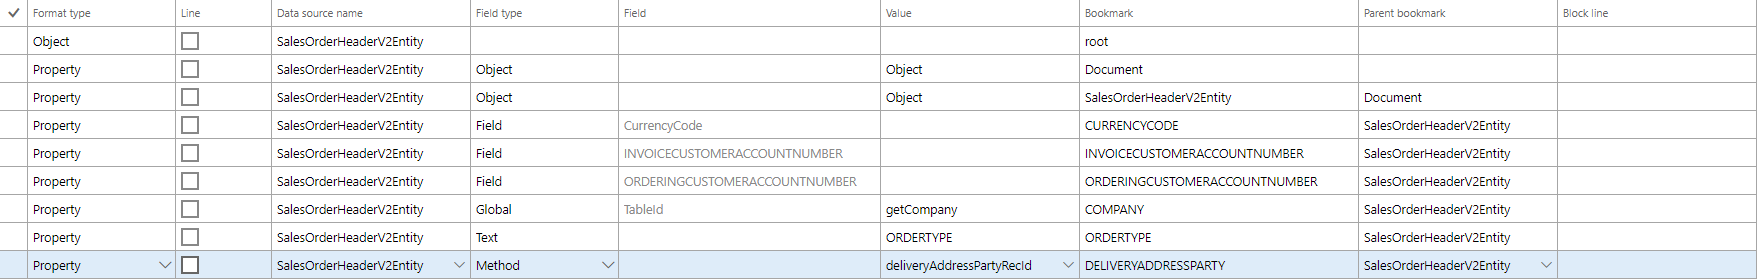 Format type Line Data source name Field type Field Value Bookmark Parent bookmark Block line
Object SalesOrderHeaderV2Entity root
Property SalesOrderHeaderV2Entity Object Object Document
Property SalesOrderHeaderV2Entity Object Object SalesOrderHeaderV2Entity Document
Property SalesOrderHeaderV2Entity Field CurrencyCode CURRENCYCODE SalesOrderHeaderV2Entity
Property SalesOrderHeaderV2Entity Field INVOICECUSTOMERACCOUNTNUMBER INVOICECUSTOMERACCOUNTNUMBER SalesOrderHeaderV2Entity
Property SalesOrderHeaderV2Entity Field ORDERINGCUSTOMERACCOUNTNUMBER ORDERINGCUSTOMERACCOUNTNUMBER SalesOrderHeaderV2Entity
Property SalesOrderHeaderV2Entity Global TableId getCompany COMPANY SalesOrderHeaderV2Entity
Property SalesOrderHeaderV2Entity Text ORDERTYPE ORDERTYPE SalesOrderHeaderV2Entity
Property SalesOrderHeaderV2Entity Method deliveryAddressPartyRecId DELIVERYADDRESSPARTY SalesOrderHeaderV2Entity